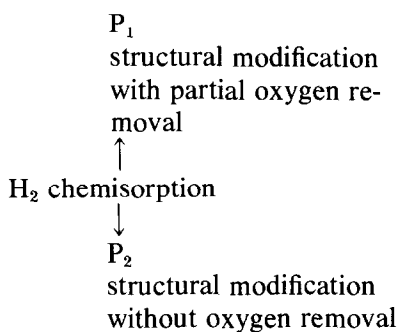 P₁
structural modification
with partial oxygen re-
moval
↑
H₂ chemisorption
↓
P₂
structural modification
without oxygen removal